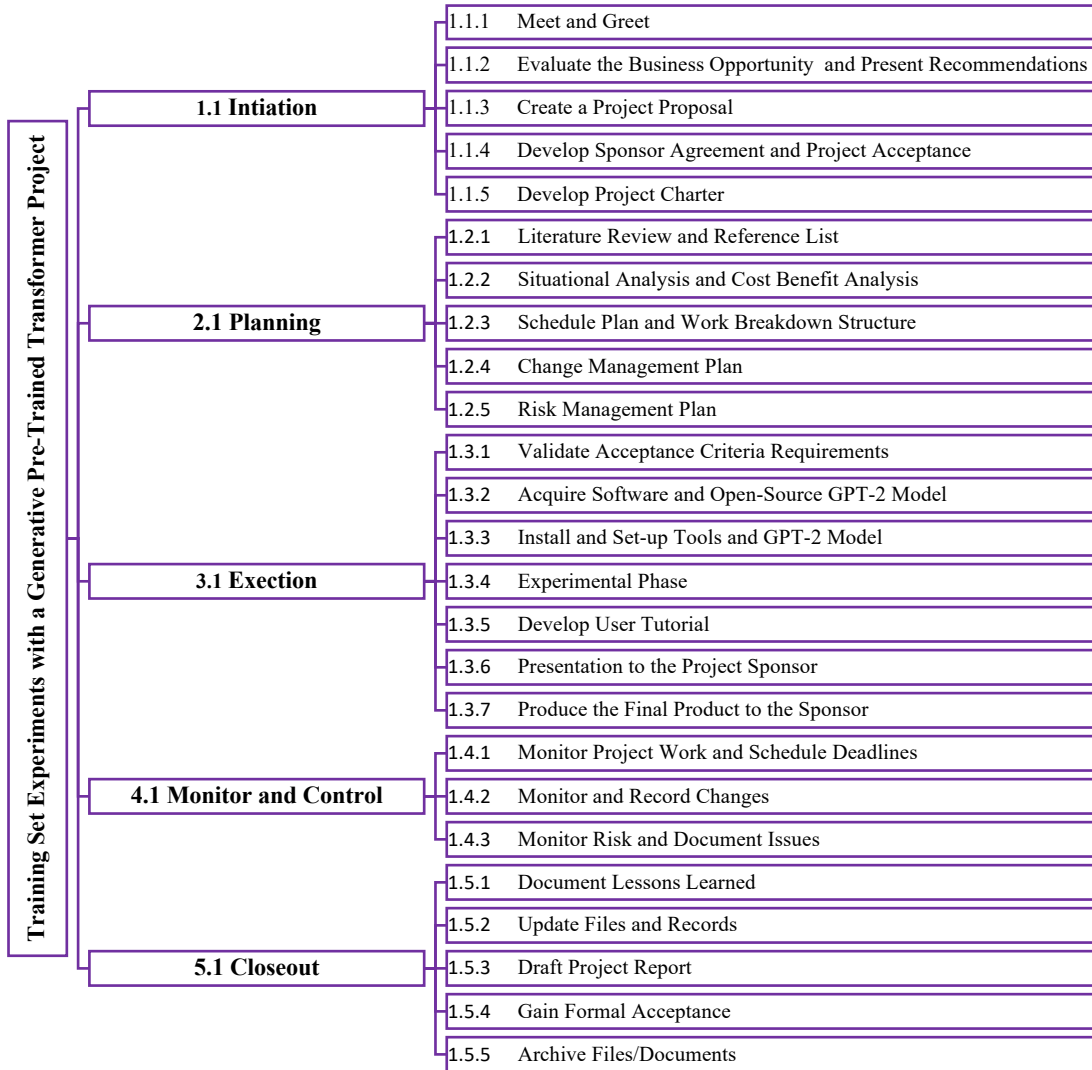 Training Set Experiments with a Generative Pre-Trained Transformer Project
1.1 Intiation
1.1.1 Meet and Greet
1.1.2 Evaluate the Business Opportunity and Present Recommendations
1.1.3 Create a Project Proposal
1.1.4 Develop Sponsor Agreement and Project Acceptance
1.1.5 Develop Project Charter
2.1 Planning
1.2.1 Literature Review and Reference List
1.2.2 Situational Analysis and Cost Benefit Analysis
1.2.3 Schedule Plan and Work Breakdown Structure
1.2.4 Change Management Plan
1.2.5 Risk Management Plan
3.1 Exection
1.3.1 Validate Acceptance Criteria Requirements
1.3.2 Acquire Software and Open-Source GPT-2 Model
1.3.3 Install and Set-up Tools and GPT-2 Model
1.3.4 Experimental Phase
1.3.5 Develop User Tutorial
1.3.6 Presentation to the Project Sponsor
1.3.7 Produce the Final Product to the Sponsor
4.1 Monitor and Control
1.4.1 Monitor Project Work and Schedule Deadlines
1.4.2 Monitor and Record Changes
1.4.3 Monitor Risk and Document Issues
5.1 Closeout
1.5.1 Document Lessons Learned
1.5.2 Update Files and Records
1.5.3 Draft Project Report
1.5.4 Gain Formal Acceptance
1.5.5 Archive Files/Documents